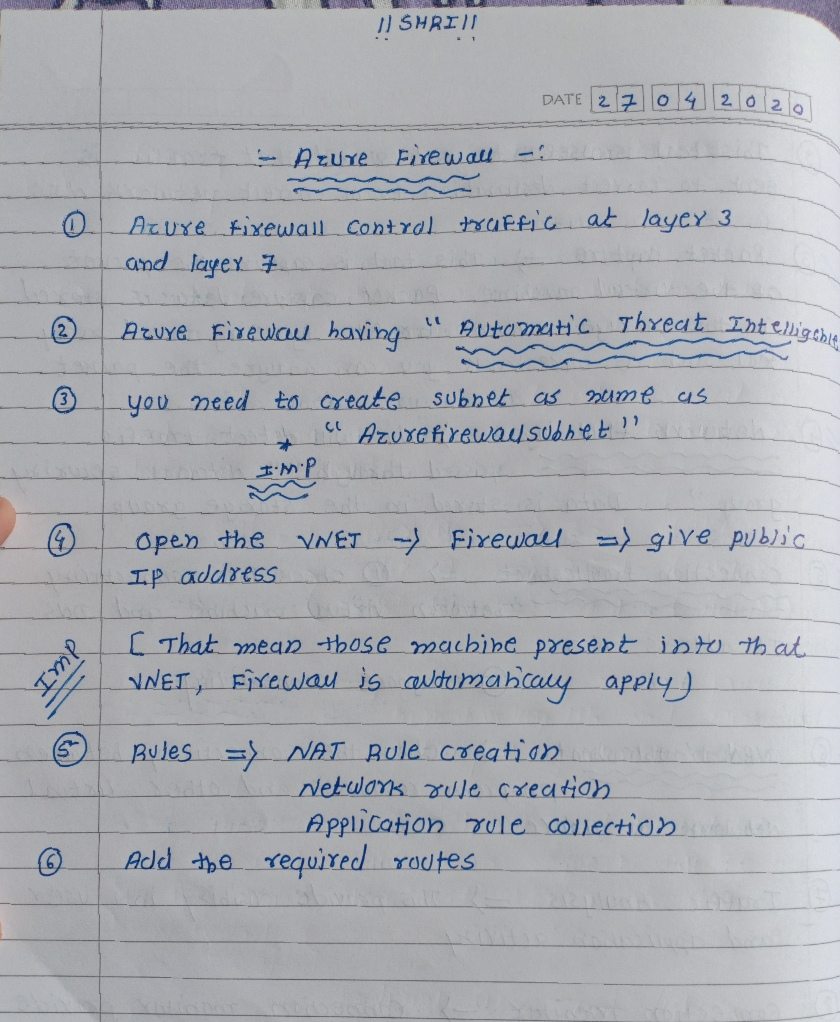 !! SHRI !!
DATE 27 04 2020
:- Azure Firewall -:
① Azure firewall control traffic at layer 3
and layer 7
② Azure Firewall having " Automatic Threat Intelligence
③ you need to create subnet as name as
" Azurefirewallsubnet "
* I.M.P
④ Open the VNET → Firewall => give public
IP address
IMP [ That mean those machine present into that
VNET, Firewall is automatically apply)
⑤ Rules => NAT Rule creation
Network rule creation
Application rule collection
⑥ Add the required routes